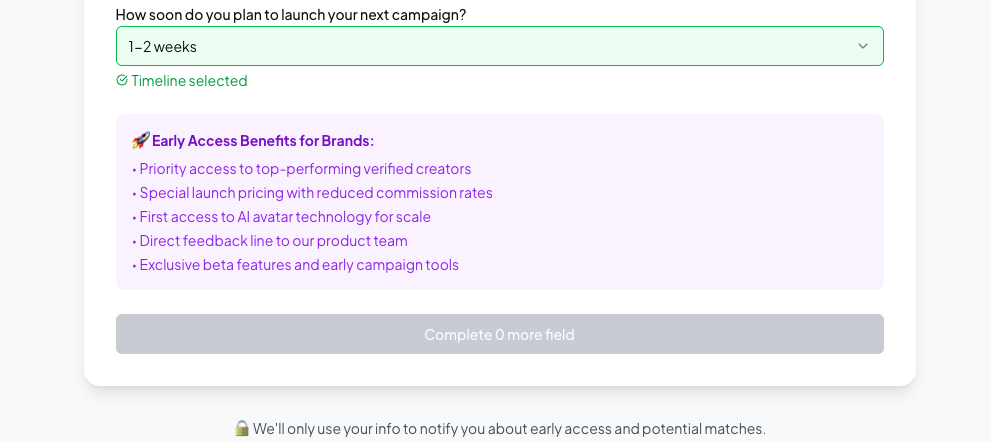 How soon do you plan to launch your next campaign?
1–2 weeks
Timeline selected
🚀 Early Access Benefits for Brands:
• Priority access to top-performing verified creators
• Special launch pricing with reduced commission rates
• First access to AI avatar technology for scale
• Direct feedback line to our product team
• Exclusive beta features and early campaign tools
Complete 0 more field
🔒 We'll only use your info to notify you about early access and potential matches.